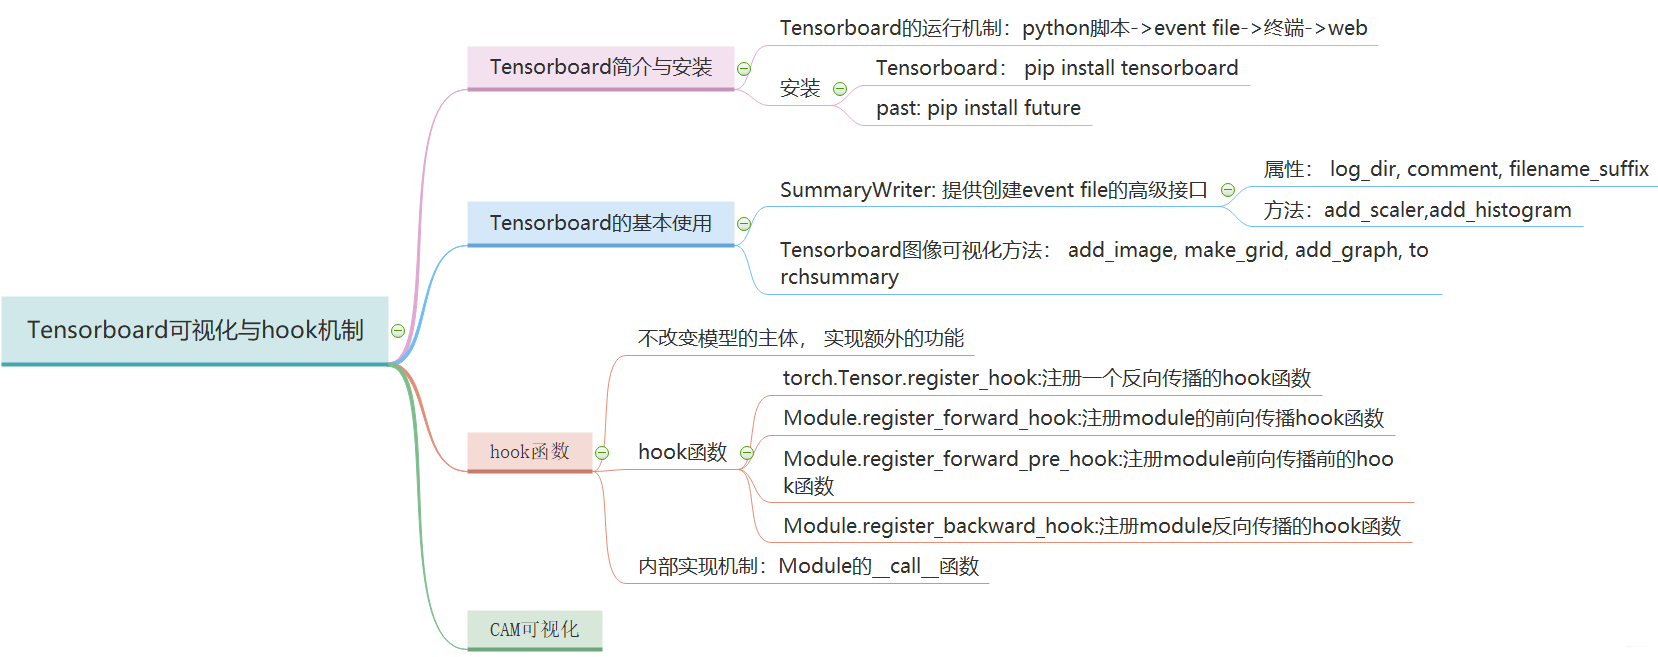 Tensorboard可视化与hook机制
Tensorboard简介与安装
Tensorboard的运行机制：python脚本->event file->终端->web
安装
Tensorboard： pip install tensorboard
past: pip install future
Tensorboard的基本使用
SummaryWriter: 提供创建event file的高级接口
属性： log_dir, comment, filename_suffix
方法：add_scaler,add_histogram
Tensorboard图像可视化方法： add_image, make_grid, add_graph, to
rchsummary
hook函数
不改变模型的主体， 实现额外的功能
hook函数
torch.Tensor.register_hook:注册一个反向传播的hook函数
Module.register_forward_hook:注册module的前向传播hook函数
Module.register_forward_pre_hook:注册module前向传播前的hoo
k函数
Module.register_backward_hook:注册module反向传播的hook函数
内部实现机制：Module的__call__函数
CAM可视化